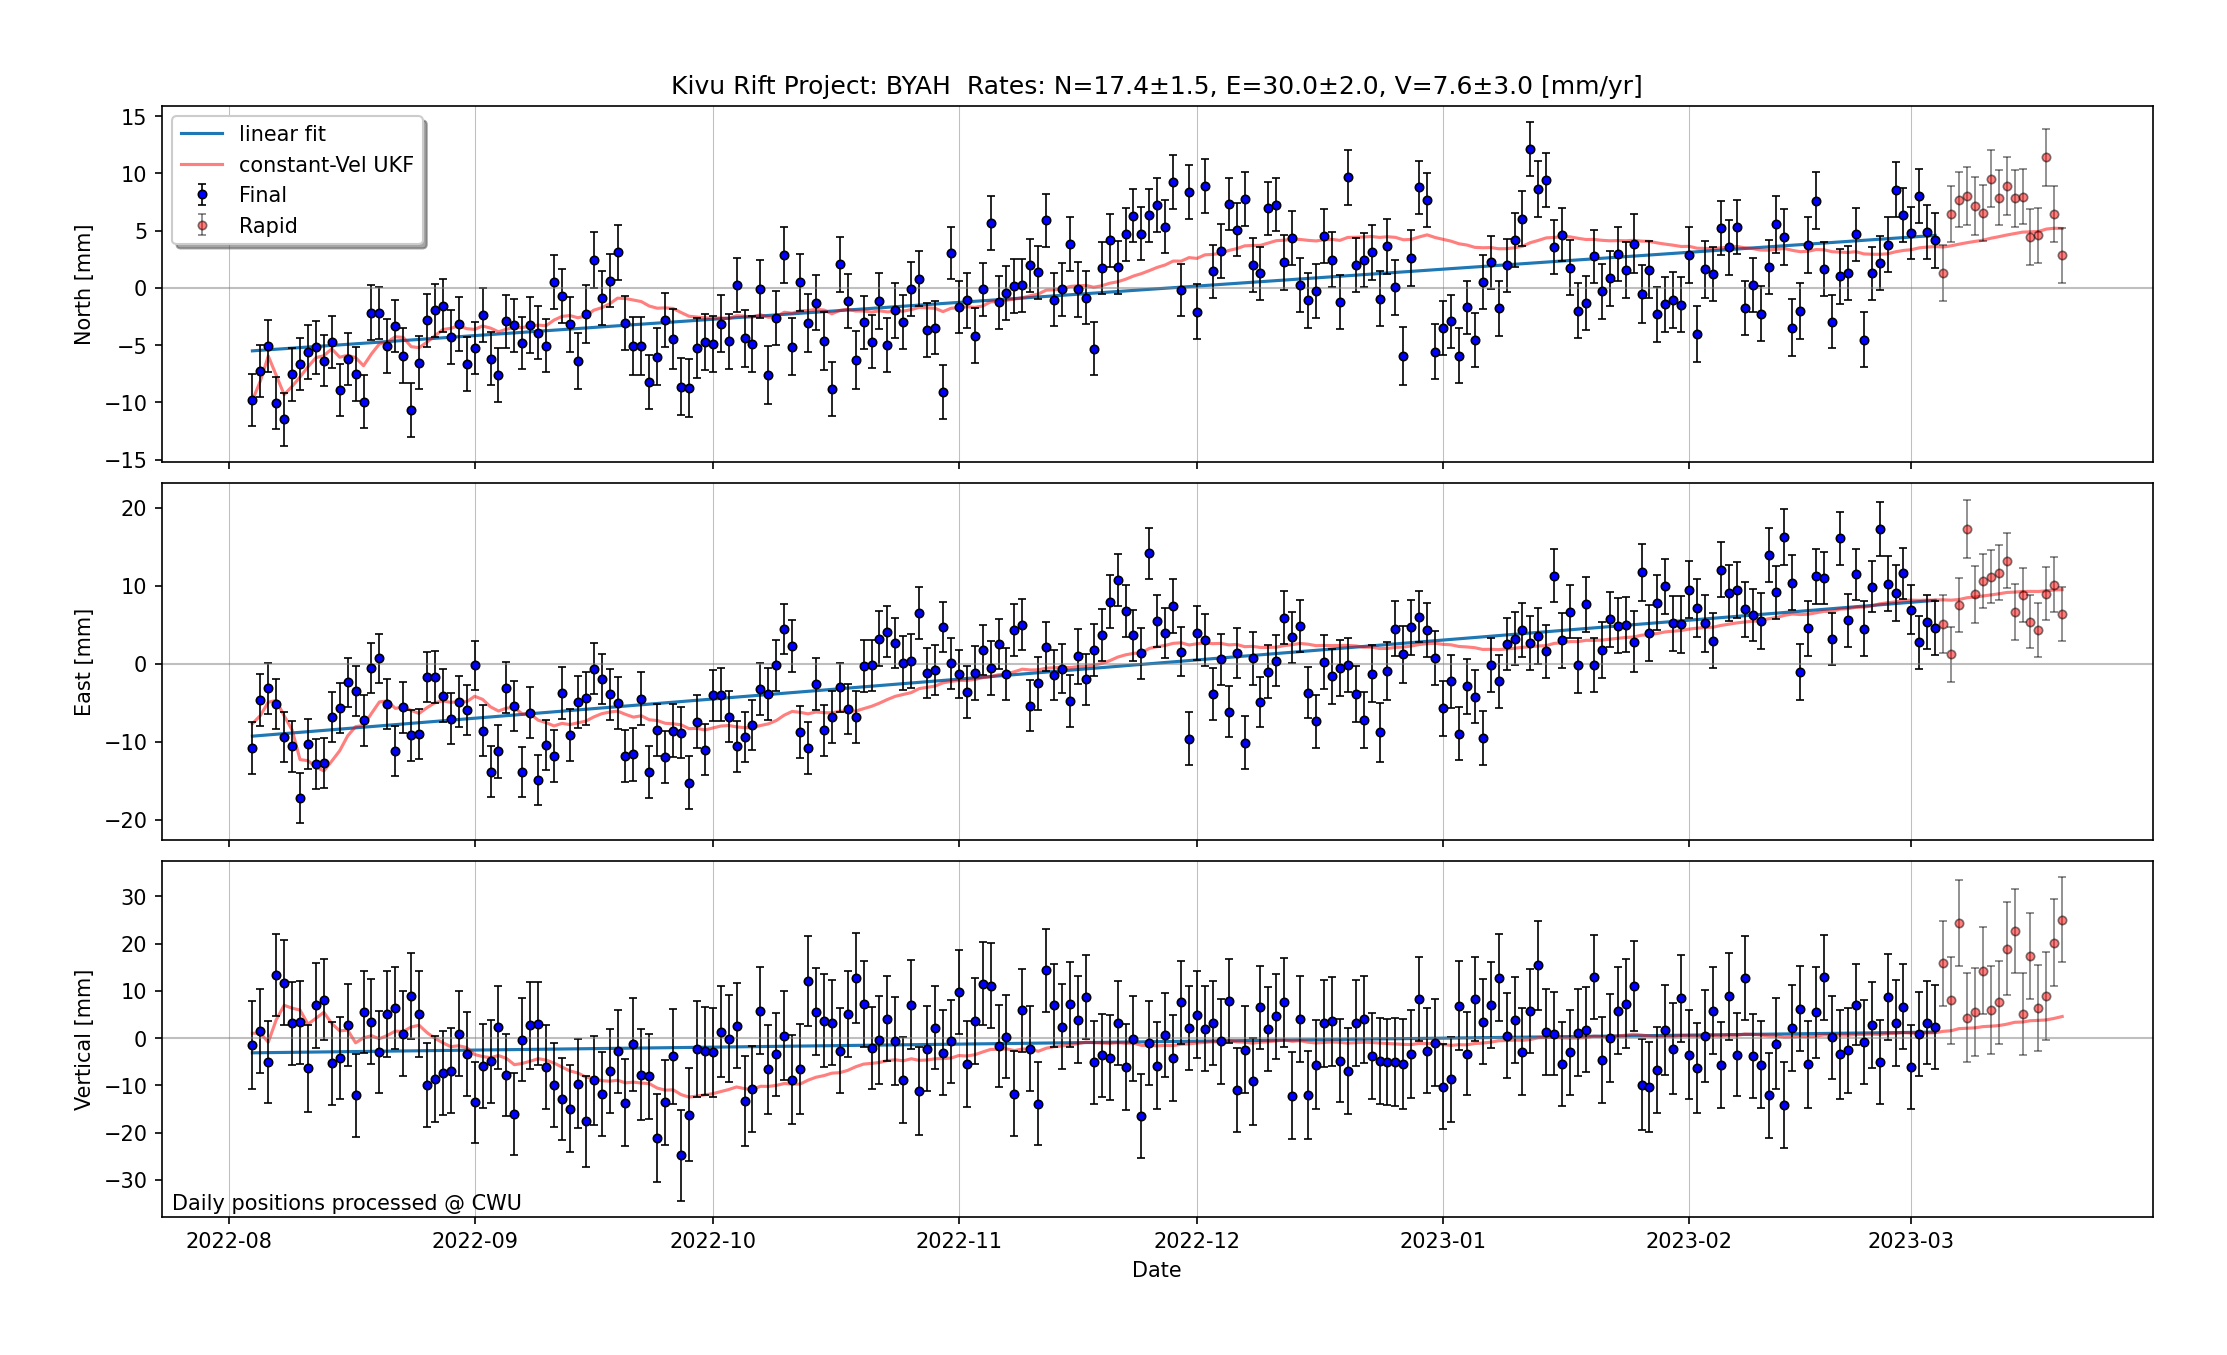 Kivu Rift Project: BYAH  Rates: N=17.4±1.5, E=30.0±2.0, V=7.6±3.0 [mm/yr]
linear fit
constant-Vel UKF
Final
Rapid
North [mm]
15
10
5
0
−5
−10
−15
East [mm]
20
10
0
−10
−20
Vertical [mm]
30
20
10
0
−10
−20
−30
Daily positions processed @ CWU
2022-08 2022-09 2022-10 2022-11 2022-12 2023-01 2023-02 2023-03
Date